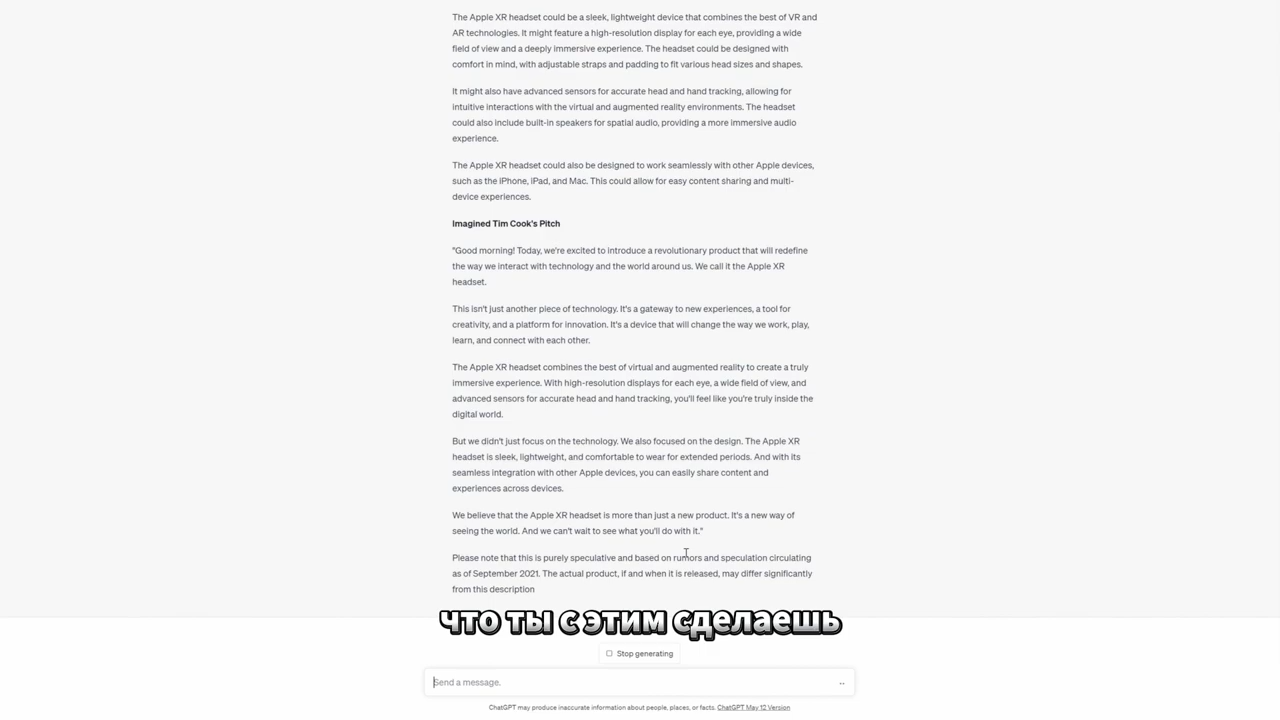 The Apple XR headset could be a sleek, lightweight device that combines the best of VR and
AR technologies. It might feature a high-resolution display for each eye, providing a wide
field of view and a deeply immersive experience. The headset could be designed with
comfort in mind, with adjustable straps and padding to fit various head sizes and shapes.
It might also have advanced sensors for accurate head and hand tracking, allowing for
intuitive interactions with the virtual and augmented reality environments. The headset
could also include built-in speakers for spatial audio, providing a more immersive audio
experience.
The Apple XR headset could also be designed to work seamlessly with other Apple devices,
such as the iPhone, iPad, and Mac. This could allow for easy content sharing and multi-
device experiences.
Imagined Tim Cook's Pitch
"Good morning! Today, we're excited to introduce a revolutionary product that will redefine
the way we interact with technology and the world around us. We call it the Apple XR
headset.
This isn't just another piece of technology. It's a gateway to new experiences, a tool for
creativity, and a platform for innovation. It's a device that will change the way we work, play,
learn, and connect with each other.
The Apple XR headset combines the best of virtual and augmented reality to create a truly
immersive experience. With high-resolution displays for each eye, a wide field of view, and
advanced sensors for accurate head and hand tracking, you'll feel like you're truly inside the
digital world.
But we didn't just focus on the technology. We also focused on the design. The Apple XR
headset is sleek, lightweight, and comfortable to wear for extended periods. And with its
seamless integration with other Apple devices, you can easily share content and
experiences across devices.
We believe that the Apple XR headset is more than just a new product. It's a new way of
seeing the world. And we can't wait to see what you'll do with it."
Please note that this is purely speculative and based on rumors and speculation circulating
as of September 2021. The actual product, if and when it is released, may differ significantly
from this description
что ты с этим сделаешь
Stop generating
Send a message.
ChatGPT may produce inaccurate information about people, places, or facts. ChatGPT May 12 Version